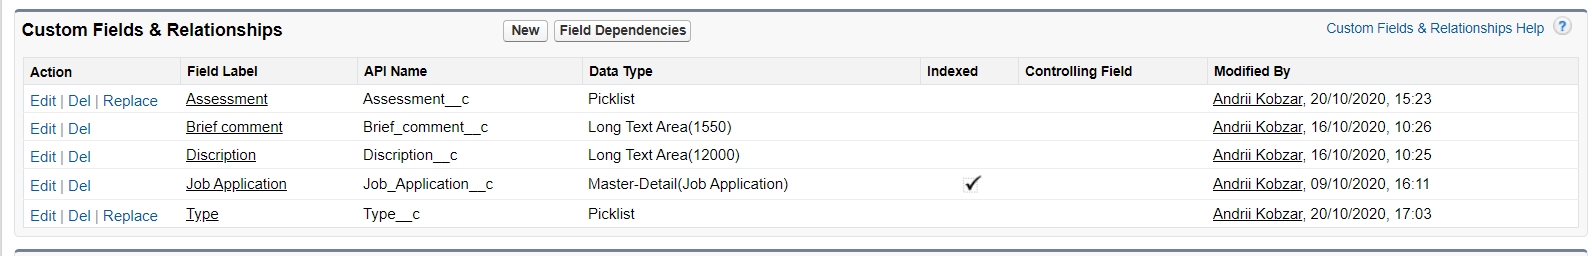 Custom Fields & Relationships New Field Dependencies Custom Fields & Relationships Help ?
Action Field Label API Name Data Type Indexed Controlling Field Modified By
Edit | Del | Replace Assessment Assessment__c Picklist Andrii Kobzar, 20/10/2020, 15:23
Edit | Del Brief comment Brief_comment__c Long Text Area(1550) Andrii Kobzar, 16/10/2020, 10:26
Edit | Del Discription Discription__c Long Text Area(12000) Andrii Kobzar, 16/10/2020, 10:25
Edit | Del Job Application Job_Application__c Master-Detail(Job Application) Andrii Kobzar, 09/10/2020, 16:11
Edit | Del | Replace Type Type__c Picklist Andrii Kobzar, 20/10/2020, 17:03